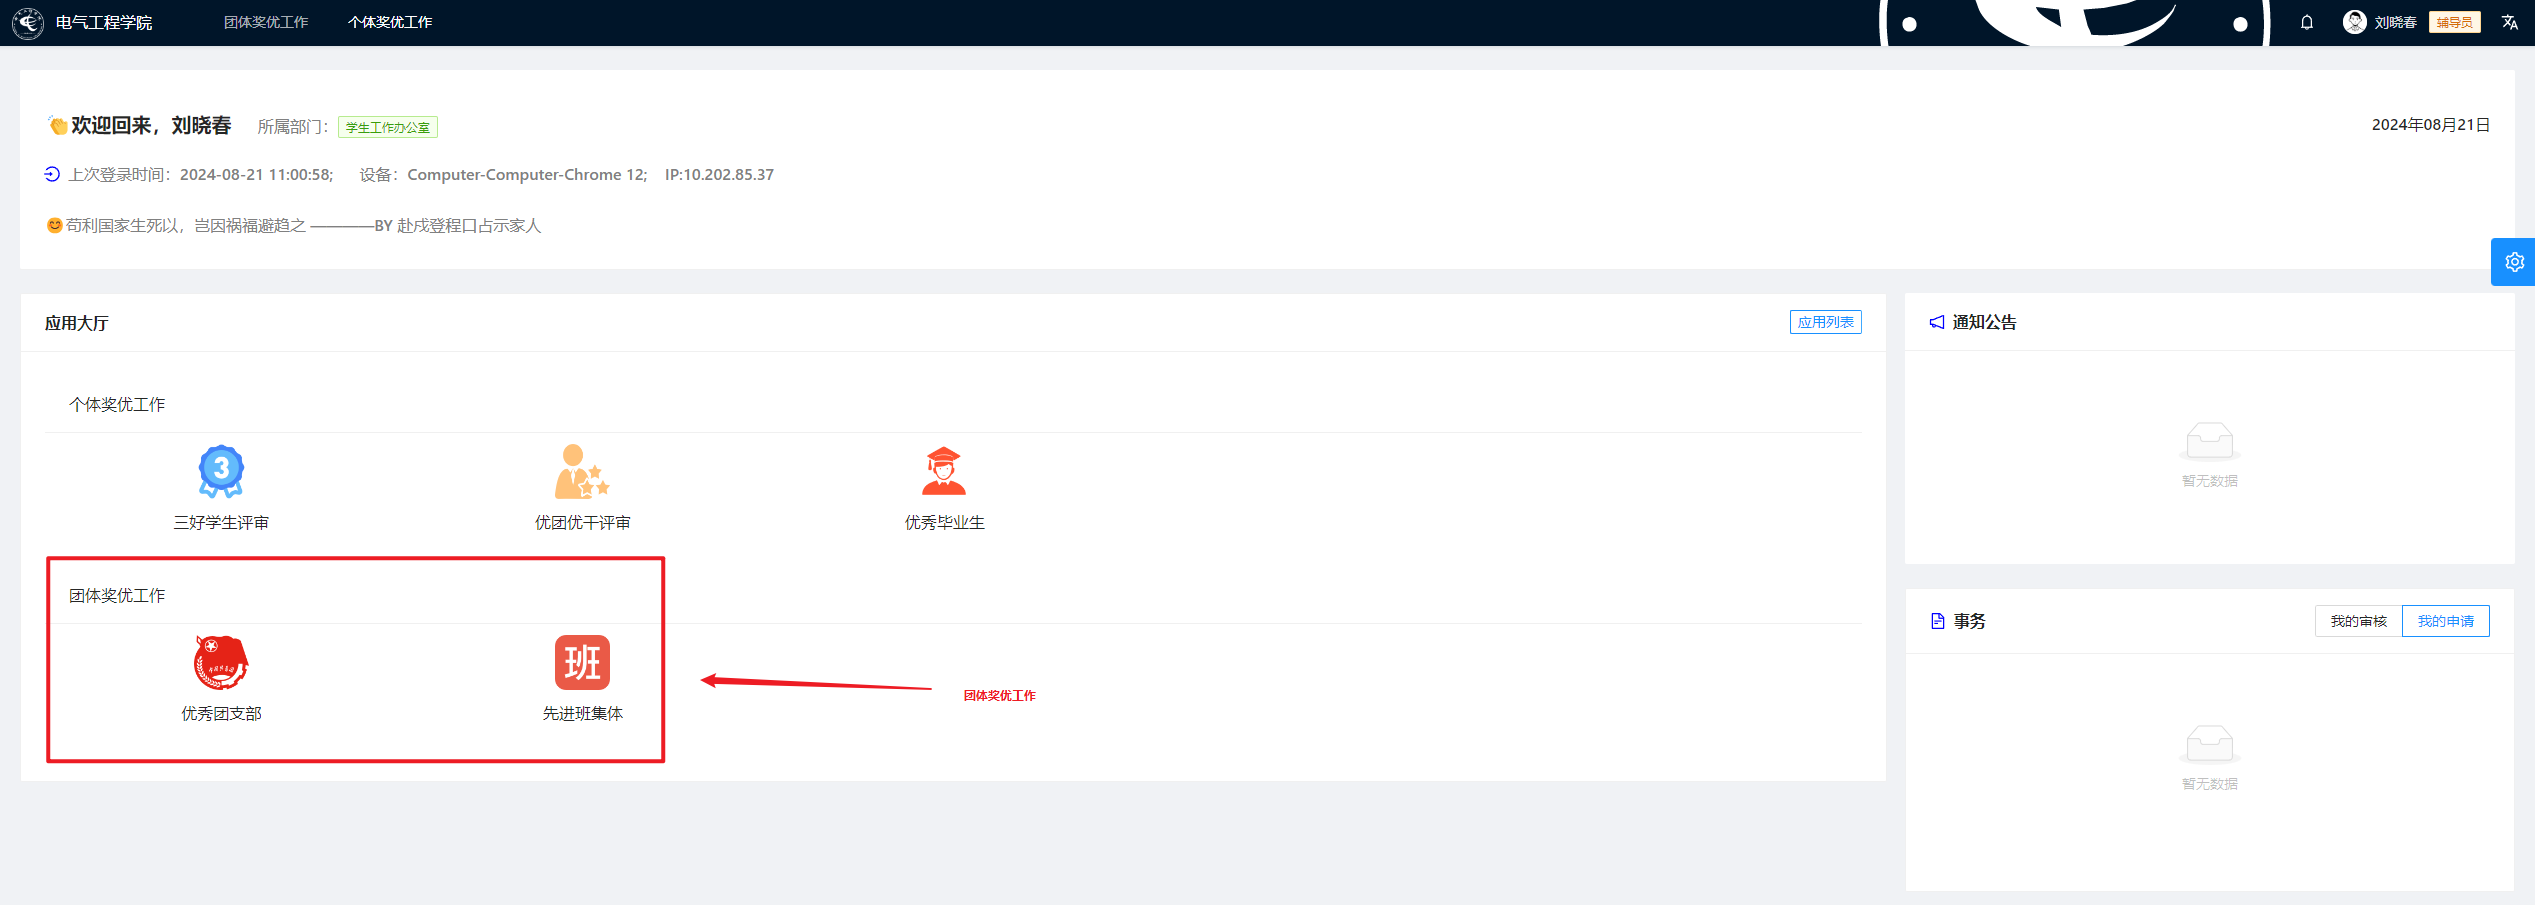 电气工程学院 团体奖优工作 个体奖优工作 刘晓春 辅导员
欢迎回来，刘晓春 所属部门： 学生工作办公室 2024年08月21日
上次登录时间：2024-08-21 11:00:58; 设备：Computer-Computer-Chrome 12; IP:10.202.85.37
苟利国家生死以，岂因祸福避趋之 ————BY 赴戍登程口占示家人
应用大厅 应用列表
个体奖优工作
3
三好学生评审 优团优干评审 优秀毕业生
团体奖优工作
班
优秀团支部 先进班集体
团体奖优工作
通知公告
暂无数据
事务 我的审核 我的申请
暂无数据